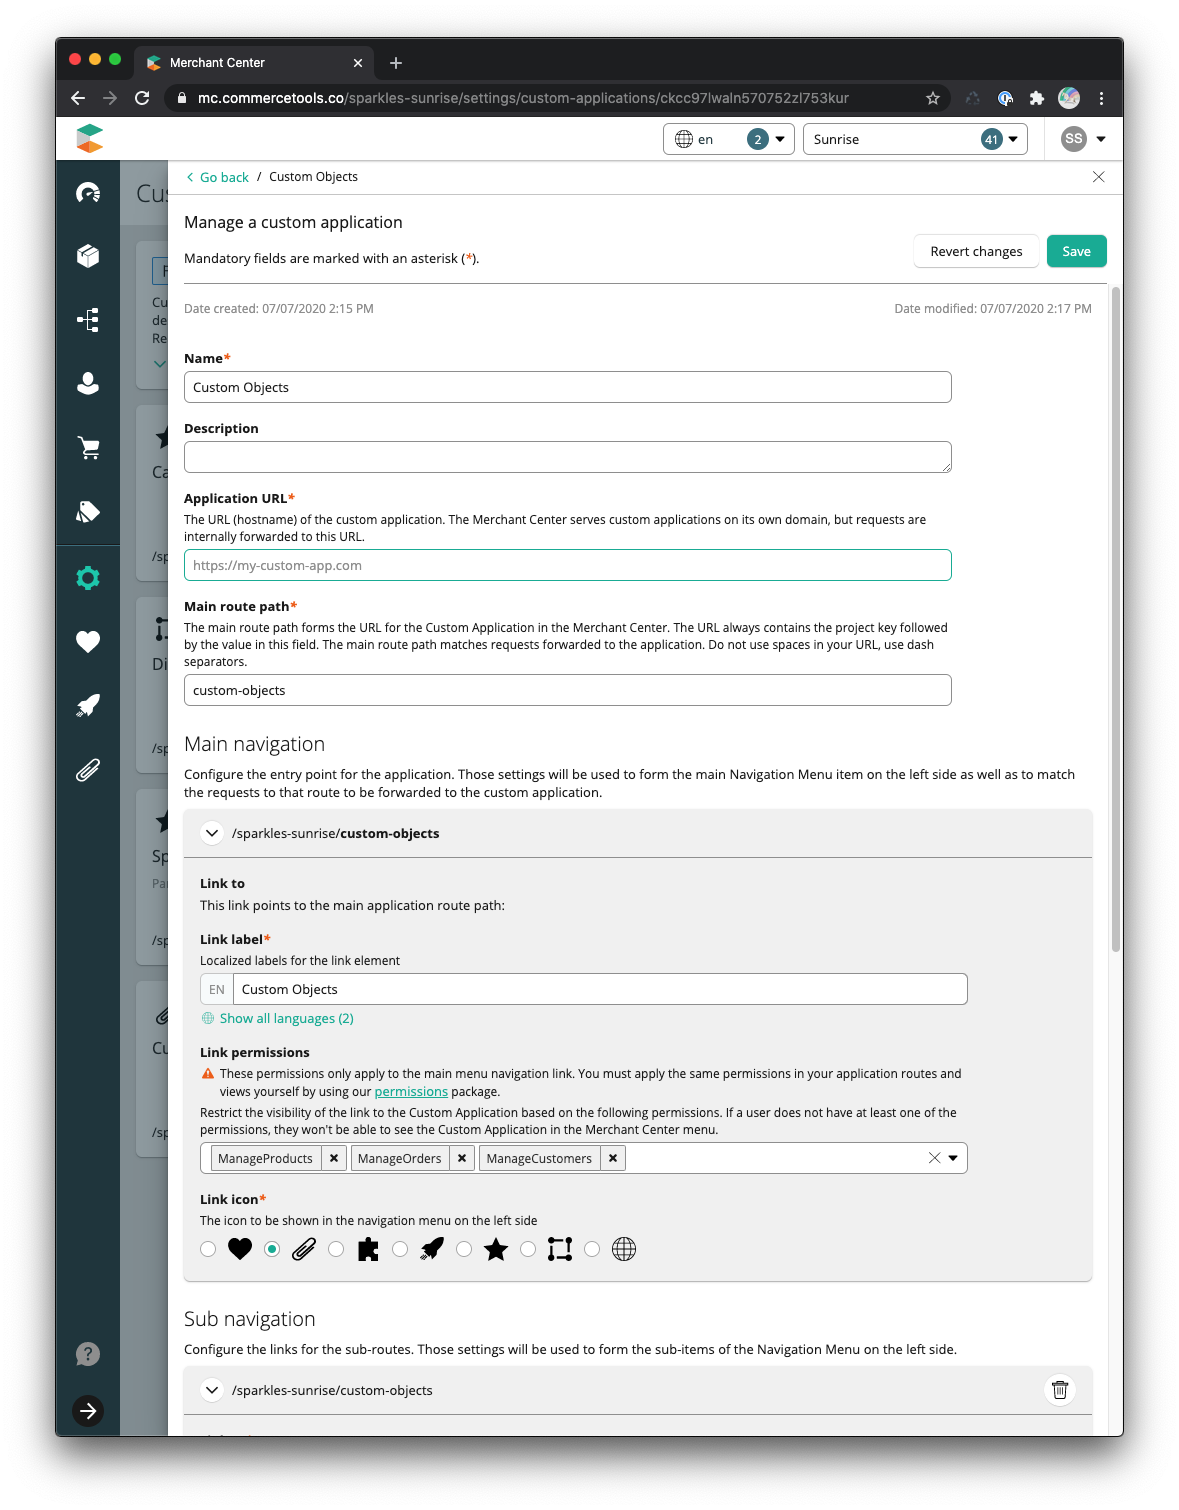 Merchant Center
mc.commercetools.co/sparkles-sunrise/settings/custom-applications/ckcc97lwaln570752zl753kur
en 2
Sunrise 41
SS
Go back / Custom Objects
Manage a custom application
Mandatory fields are marked with an asterisk (*).
Revert changes
Save
Date created: 07/07/2020 2:15 PM
Date modified: 07/07/2020 2:17 PM
Name*
Custom Objects
Description
Application URL*
The URL (hostname) of the custom application. The Merchant Center serves custom applications on its own domain, but requests are
internally forwarded to this URL.
https://my-custom-app.com
Main route path*
The main route path forms the URL for the Custom Application in the Merchant Center. The URL always contains the project key followed
by the value in this field. The main route path matches requests forwarded to the application. Do not use spaces in your URL, use dash
separators.
custom-objects
Main navigation
Configure the entry point for the application. Those settings will be used to form the main Navigation Menu item on the left side as well as to match
the requests to that route to be forwarded to the custom application.
/sparkles-sunrise/custom-objects
Link to
This link points to the main application route path:
Link label*
Localized labels for the link element
EN Custom Objects
Show all languages (2)
Link permissions
These permissions only apply to the main menu navigation link. You must apply the same permissions in your application routes and
views yourself by using our permissions package.
Restrict the visibility of the link to the Custom Application based on the following permissions. If a user does not have at least one of the
permissions, they won't be able to see the Custom Application in the Merchant Center menu.
ManageProducts ManageOrders ManageCustomers
Link icon*
The icon to be shown in the navigation menu on the left side
Sub navigation
Configure the links for the sub-routes. Those settings will be used to form the sub-items of the Navigation Menu on the left side.
/sparkles-sunrise/custom-objects